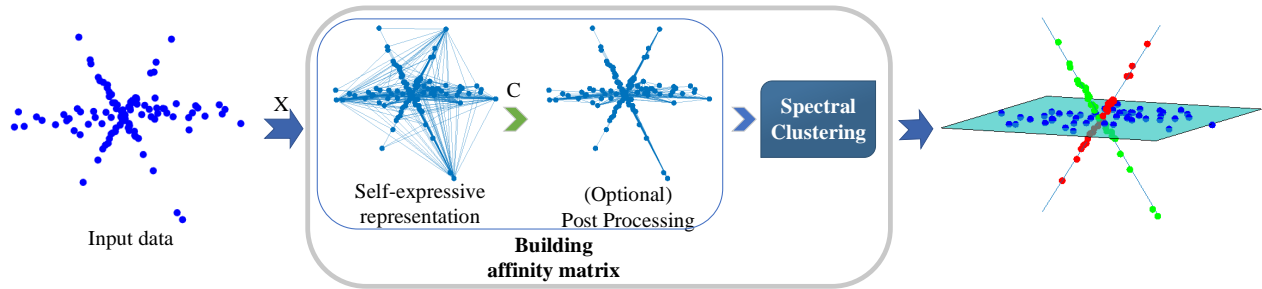 Input data
X
Self-expressive
representation
C
(Optional)
Post Processing
Building
affinity matrix
Spectral
Clustering